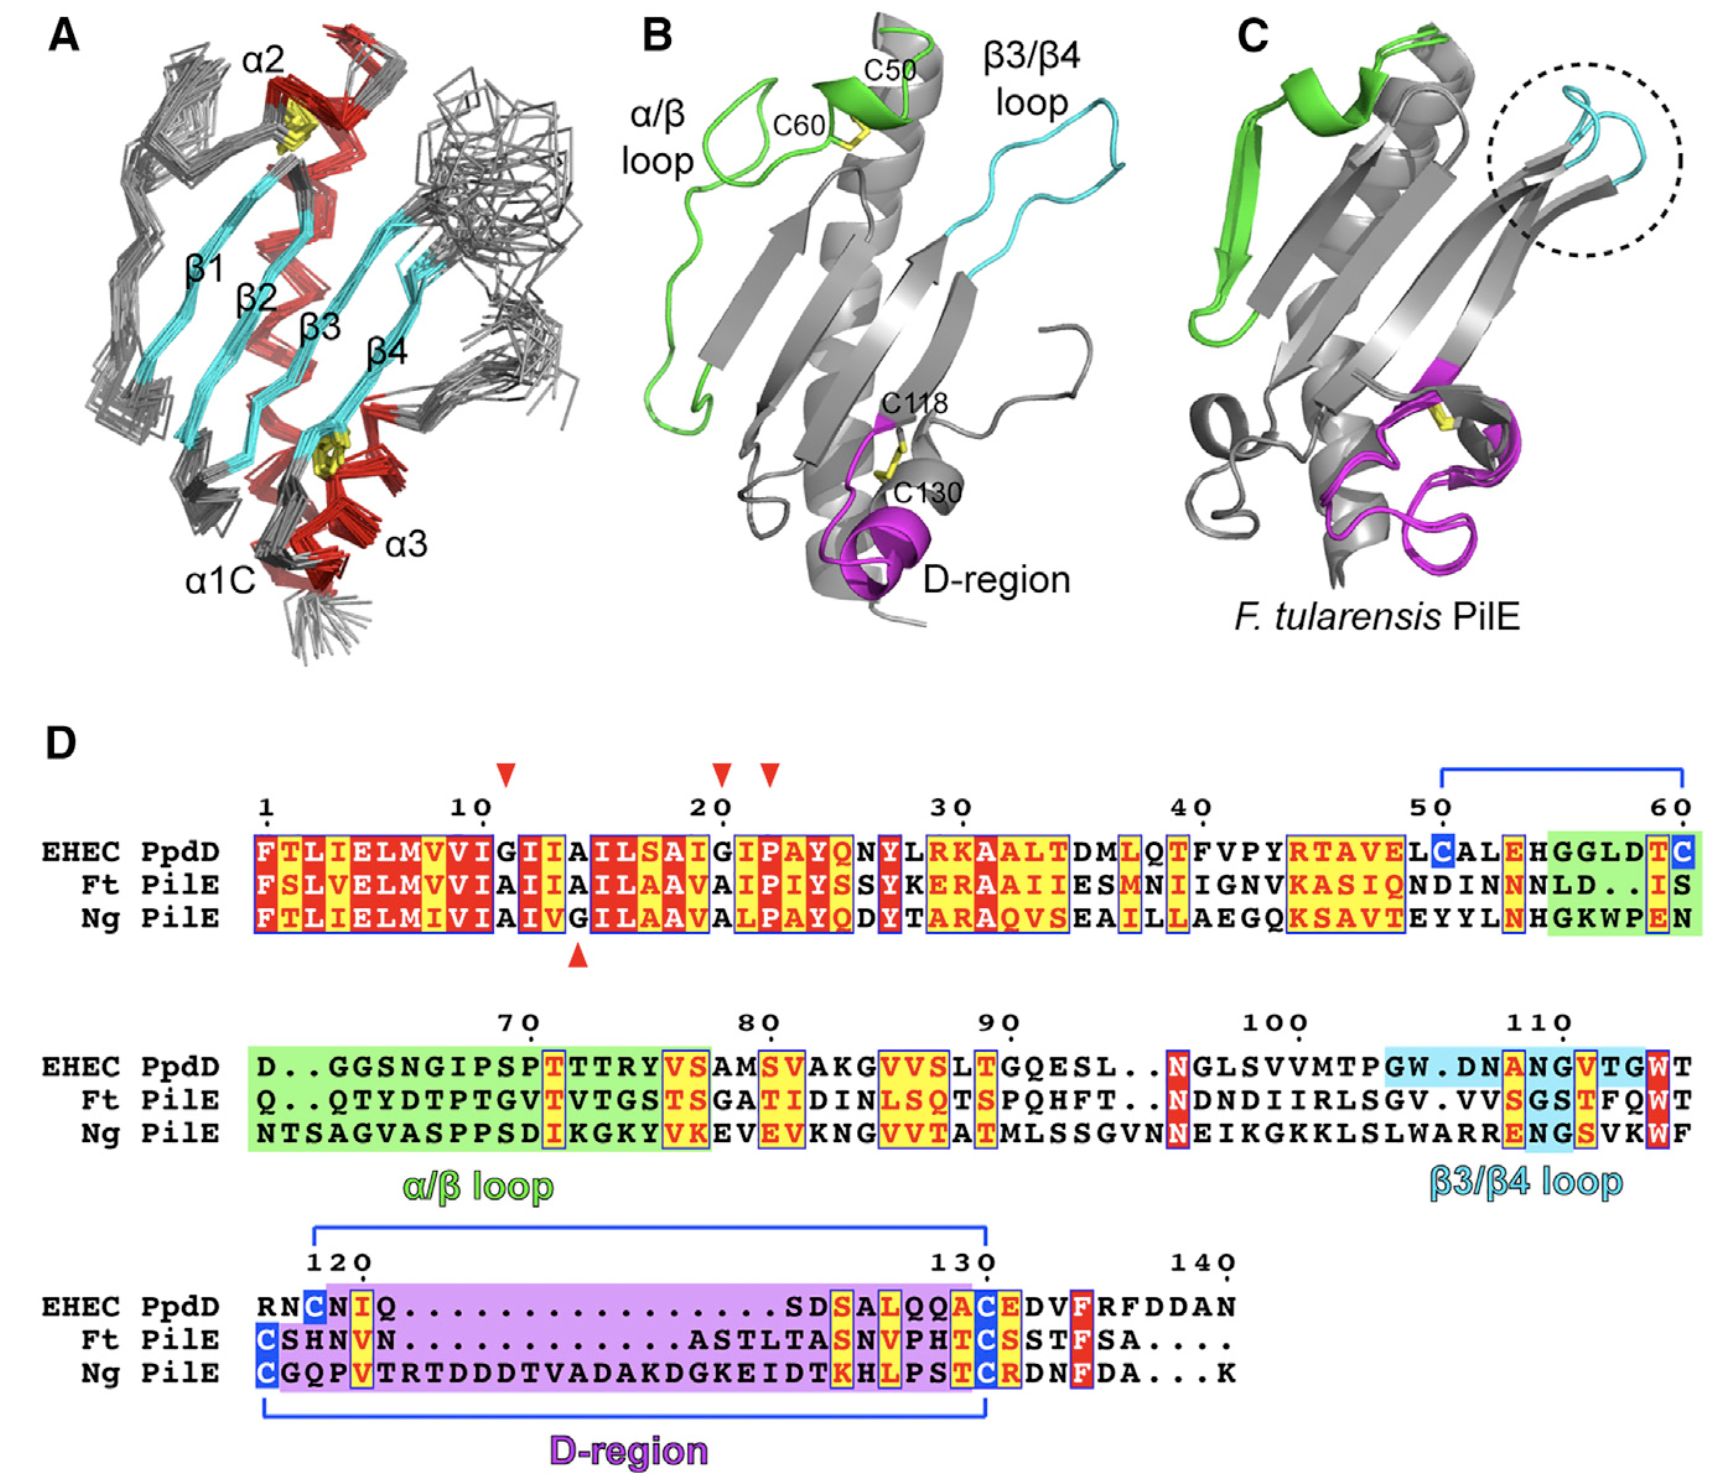 A
B
C
α2
β1
β2
β3
β4
α1C
α3
C50
β3/β4
loop
α/β
loop
C60
C118
C130
D-region
F. tularensis PilE
D
1 10 20 30 40 50 60
EHEC PpdD FTLIELMVVIGIIAILSAIGIPAYQNYLRKAALTDMLQTFVPYRTAVELCALEHGGLDTC
Ft PilE FSLVELMVVIAIIAILAAVAIPIYSSYKERAAIIESMNIIGNVKASIQNDINNNLD..IS
Ng PilE FTLIELMIVIAIVGILAAVALPAYQDYTARAQVSEAILLAEGQKSAVTEYYLNHGKWPEN
70 80 90 100 110
EHEC PpdD D..GGSNGIPSPTTTRYVSAMSVAKGVVSLTGQESL..NGLSVVMTPGW.DNANGVTGWT
Ft PilE Q..QTYDTPTGVTVTGSTSGATIDINLSQTSPQHFT..NDNDIIRLSGV.VVSGSTFQWT
Ng PilE NTSAGVASPPSDIKGKYVKEVEVKNGVVTATMLSSGVNNEIKGKKLSLWARRENGSVKWF
α/β loop β3/β4 loop
120 130 140
EHEC PpdD RNCNIQ................SDSALQQACEDVFRFDDAN
Ft PilE CSHNVN............ASTLTASNVPHTCSSTFSA....
Ng PilE CGQPVTRTDDDTVADAKDGKEIDTKHLPSTCRDNFDA...K
D-region